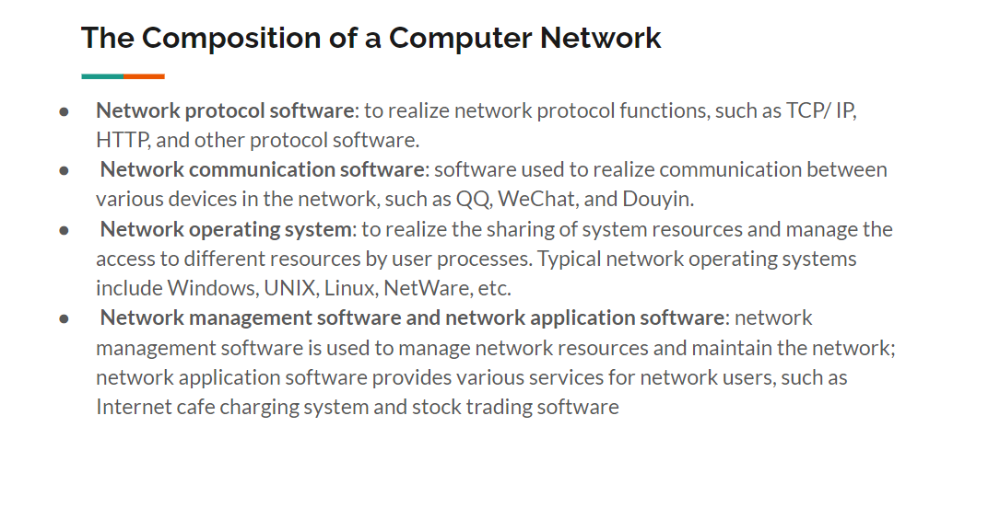 The Composition of a Computer Network
● Network protocol software: to realize network protocol functions, such as TCP/ IP,
HTTP, and other protocol software.
● Network communication software: software used to realize communication between
various devices in the network, such as QQ, WeChat, and Douyin.
● Network operating system: to realize the sharing of system resources and manage the
access to different resources by user processes. Typical network operating systems
include Windows, UNIX, Linux, NetWare, etc.
● Network management software and network application software: network
management software is used to manage network resources and maintain the network;
network application software provides various services for network users, such as
Internet cafe charging system and stock trading software